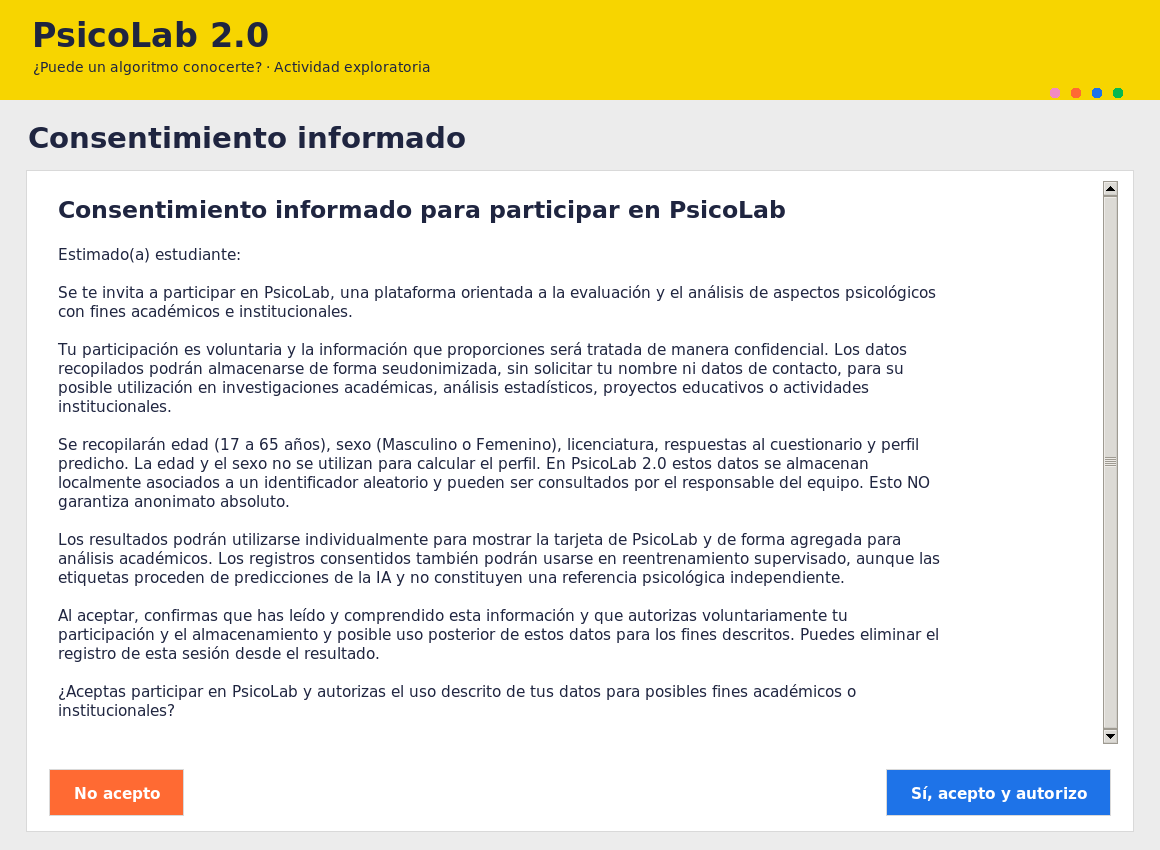 PsicoLab 2.0
¿Puede un algoritmo conocerte? · Actividad exploratoria
Consentimiento informado
Consentimiento informado para participar en PsicoLab
Estimado(a) estudiante:
Se te invita a participar en PsicoLab, una plataforma orientada a la evaluación y el análisis de aspectos psicológicos
con fines académicos e institucionales.
Tu participación es voluntaria y la información que proporciones será tratada de manera confidencial. Los datos
recopilados podrán almacenarse de forma seudonimizada, sin solicitar tu nombre ni datos de contacto, para su
posible utilización en investigaciones académicas, análisis estadísticos, proyectos educativos o actividades
institucionales.
Se recopilarán edad (17 a 65 años), sexo (Masculino o Femenino), licenciatura, respuestas al cuestionario y perfil
predicho. La edad y el sexo no se utilizan para calcular el perfil. En PsicoLab 2.0 estos datos se almacenan
localmente asociados a un identificador aleatorio y pueden ser consultados por el responsable del equipo. Esto NO
garantiza anonimato absoluto.
Los resultados podrán utilizarse individualmente para mostrar la tarjeta de PsicoLab y de forma agregada para
análisis académicos. Los registros consentidos también podrán usarse en reentrenamiento supervisado, aunque las
etiquetas proceden de predicciones de la IA y no constituyen una referencia psicológica independiente.
Al aceptar, confirmas que has leído y comprendido esta información y que autorizas voluntariamente tu
participación y el almacenamiento y posible uso posterior de estos datos para los fines descritos. Puedes eliminar el
registro de esta sesión desde el resultado.
¿Aceptas participar en PsicoLab y autorizas el uso descrito de tus datos para posibles fines académicos o
institucionales?
No acepto
Sí, acepto y autorizo